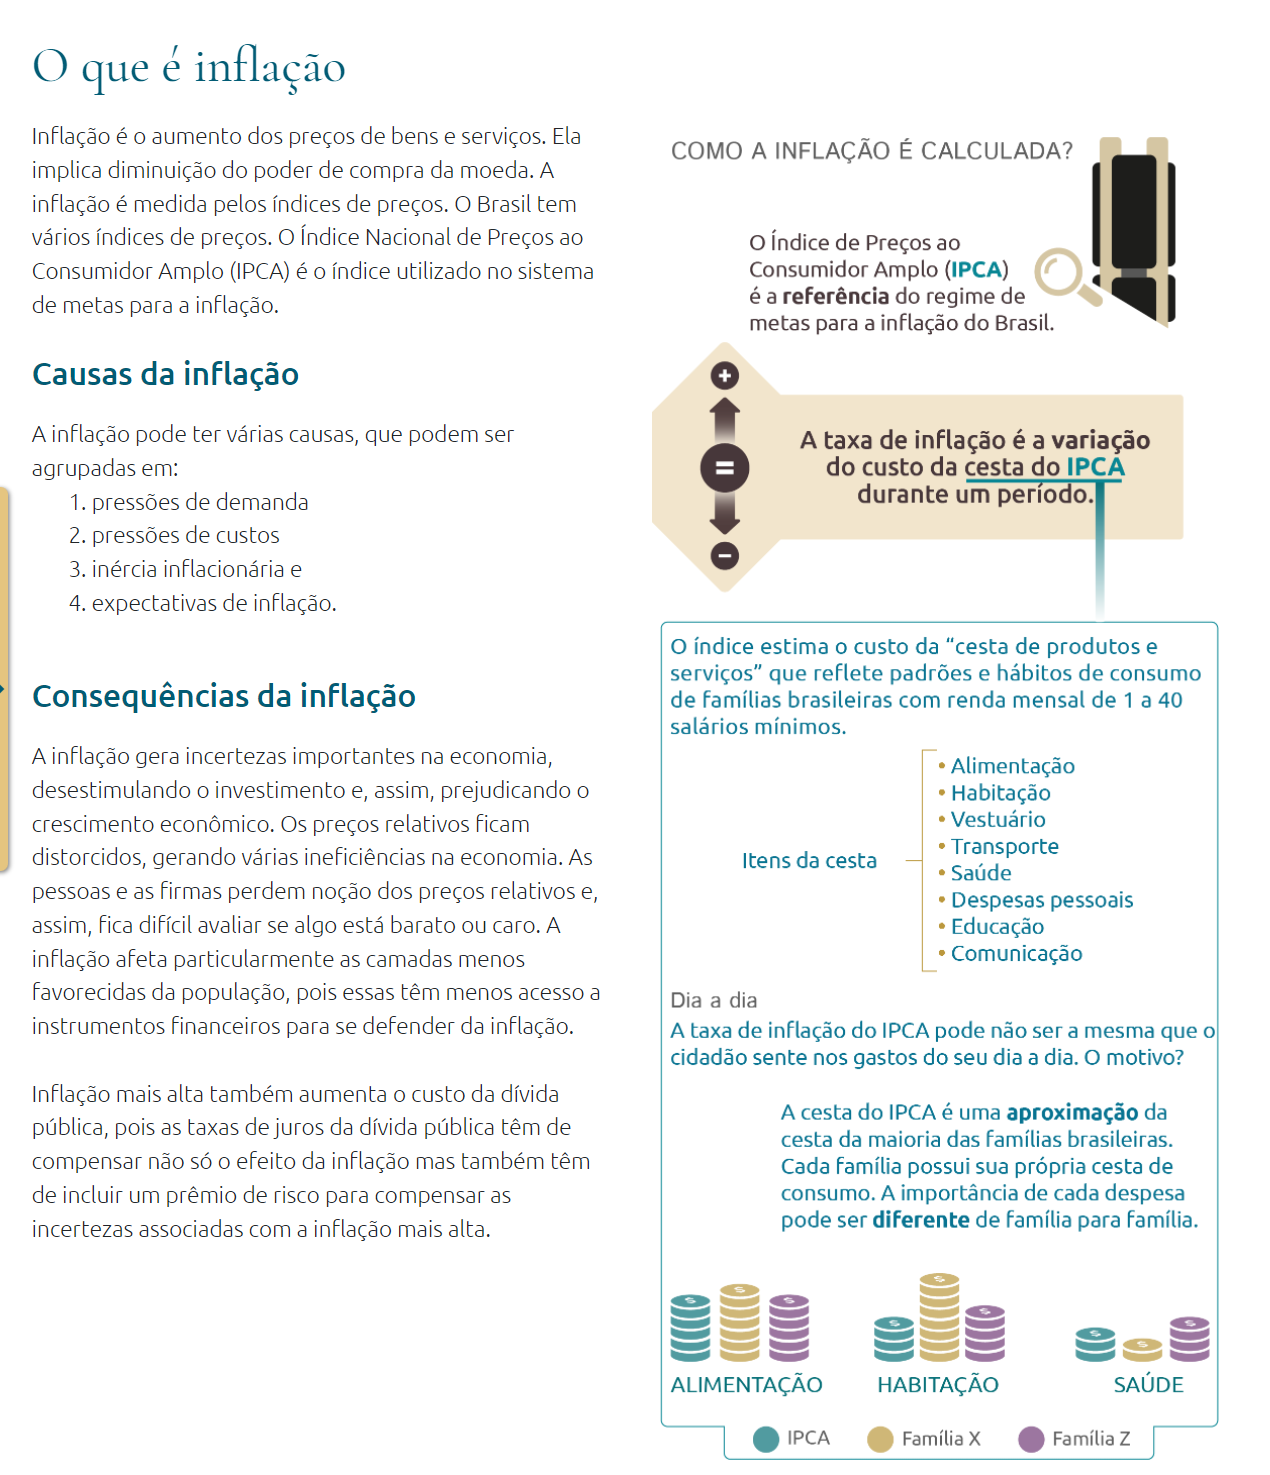 O que é inflação
Inflação é o aumento dos preços de bens e serviços. Ela
implica diminuição do poder de compra da moeda. A
inflação é medida pelos índices de preços. O Brasil tem
vários índices de preços. O Índice Nacional de Preços ao
Consumidor Amplo (IPCA) é o índice utilizado no sistema
de metas para a inflação.
Causas da inflação
A inflação pode ter várias causas, que podem ser
agrupadas em:
1. pressões de demanda
2. pressões de custos
3. inércia inflacionária e
4. expectativas de inflação.
Consequências da inflação
A inflação gera incertezas importantes na economia,
desestimulando o investimento e, assim, prejudicando o
crescimento econômico. Os preços relativos ficam
distorcidos, gerando várias ineficiências na economia. As
pessoas e as firmas perdem noção dos preços relativos e,
assim, fica difícil avaliar se algo está barato ou caro. A
inflação afeta particularmente as camadas menos
favorecidas da população, pois essas têm menos acesso a
instrumentos financeiros para se defender da inflação.
Inflação mais alta também aumenta o custo da dívida
pública, pois as taxas de juros da dívida pública têm de
compensar não só o efeito da inflação mas também têm
de incluir um prêmio de risco para compensar as
incertezas associadas com a inflação mais alta.
COMO A INFLAÇÃO É CALCULADA?
O Índice de Preços ao
Consumidor Amplo (IPCA)
é a referência do regime de
metas para a inflação do Brasil.
+
=
−
A taxa de inflação é a variação
do custo da cesta do IPCA
durante um período.
O índice estima o custo da “cesta de produtos e
serviços” que reflete padrões e hábitos de consumo
de famílias brasileiras com renda mensal de 1 a 40
salários mínimos.
Itens da cesta
• Alimentação
• Habitação
• Vestuário
• Transporte
• Saúde
• Despesas pessoais
• Educação
• Comunicação
Dia a dia
A taxa de inflação do IPCA pode não ser a mesma que o
cidadão sente nos gastos do seu dia a dia. O motivo?
A cesta do IPCA é uma aproximação da
cesta da maioria das famílias brasileiras.
Cada família possui sua própria cesta de
consumo. A importância de cada despesa
pode ser diferente de família para família.
$ $ $ $ $ $ $ $ $
ALIMENTAÇÃO HABITAÇÃO SAÚDE
IPCA Família X Família Z